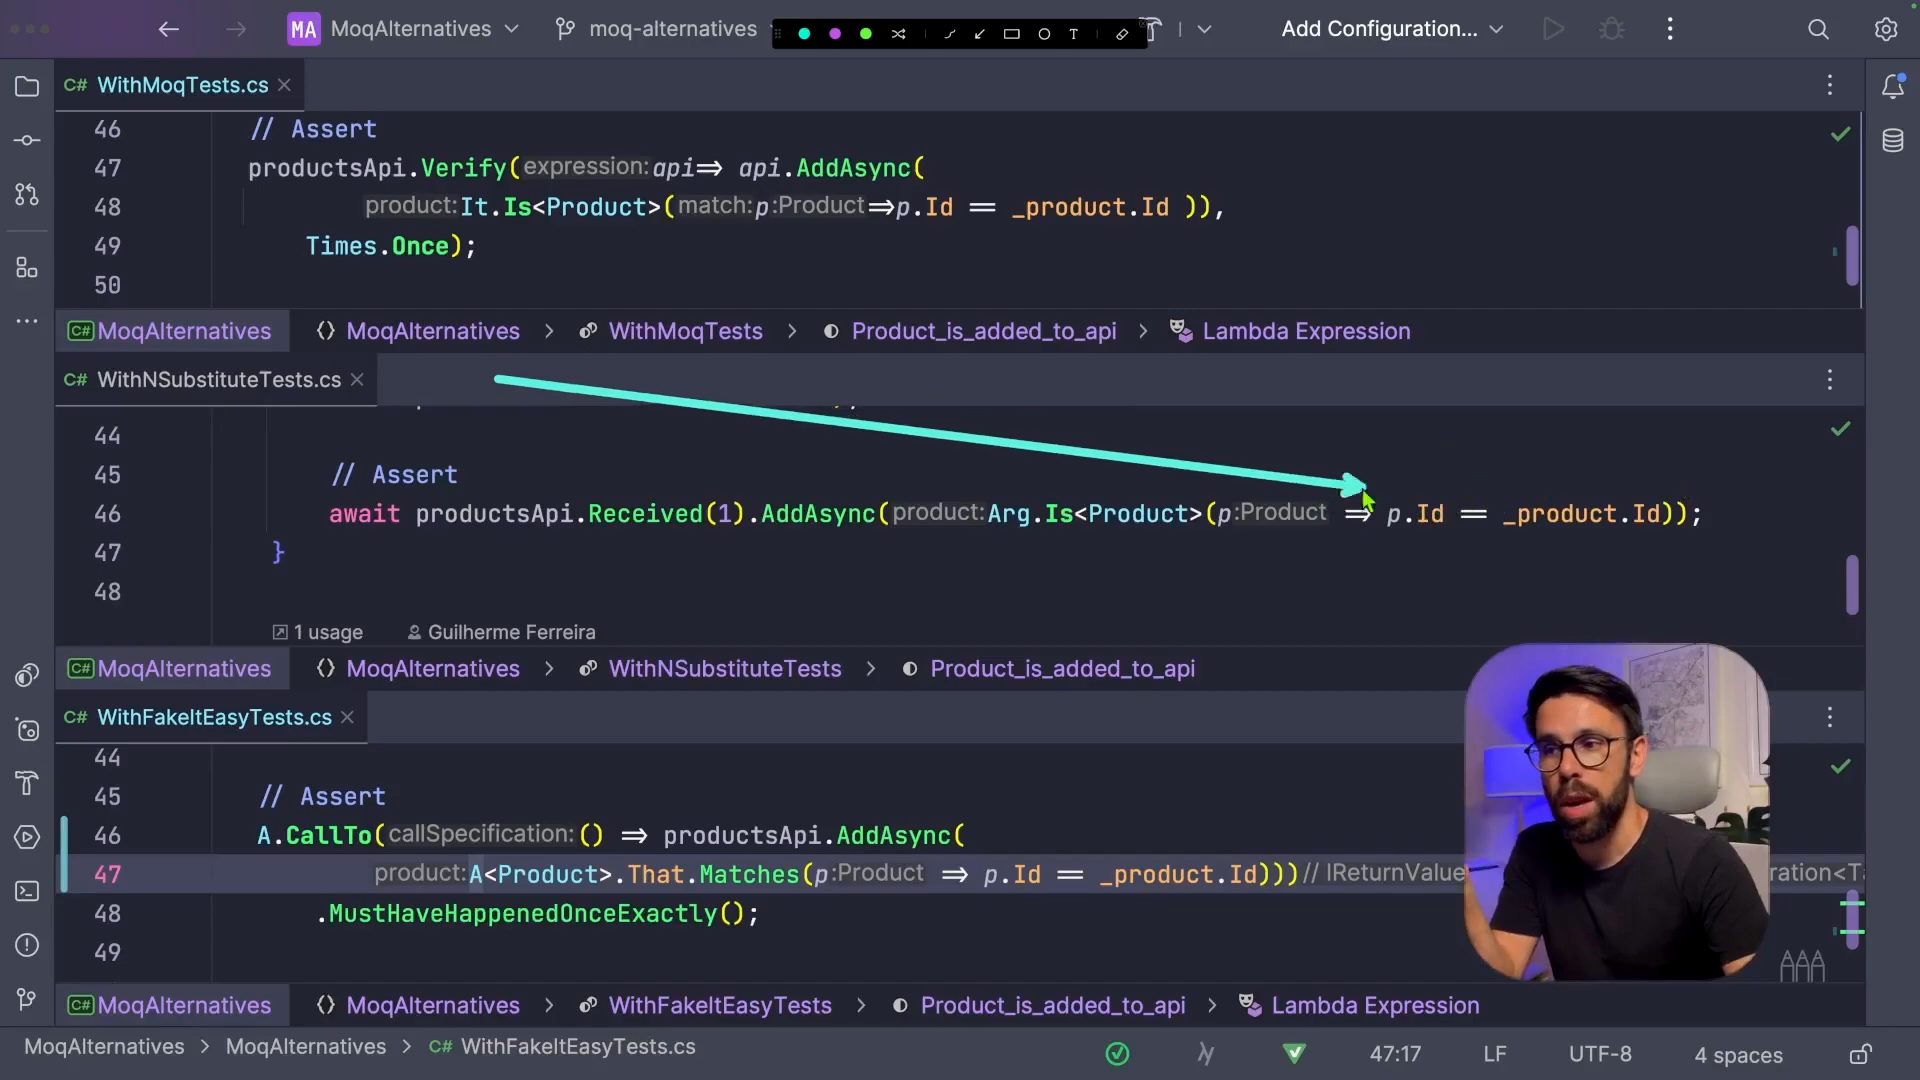 MA MoqAlternatives moq-alternatives T Add Configuration...
C# WithMoqTests.cs
46 // Assert
47 productsApi.Verify(expression: api⇒ api.AddAsync(
48 product: It.Is<Product>(match: p :Product ⇒p.Id == _product.Id )),
49 Times.Once);
50
C# MoqAlternatives > {} MoqAlternatives > WithMoqTests > Product_is_added_to_api > Lambda Expression
C# WithNSubstituteTests.cs
44
45 // Assert
46 await productsApi.Received(1).AddAsync(product: Arg.Is<Product>(p :Product ⇒ p.Id == _product.Id));
47 }
48
1 usage Guilherme Ferreira
C# MoqAlternatives > {} MoqAlternatives > WithNSubstituteTests > Product_is_added_to_api
C# WithFakeItEasyTests.cs
44
45 // Assert
46 A.CallTo(callSpecification: () ⇒ productsApi.AddAsync(
47 product: A<Product>.That.Matches(p :Product ⇒ p.Id == _product.Id))) // IReturnValue ration<Ta
48 .MustHaveHappenedOnceExactly();
49
C# MoqAlternatives > {} MoqAlternatives > WithFakeItEasyTests > Product_is_added_to_api > Lambda Expression
MoqAlternatives > MoqAlternatives > C# WithFakeItEasyTests.cs 47:17 LF UTF-8 4 spaces